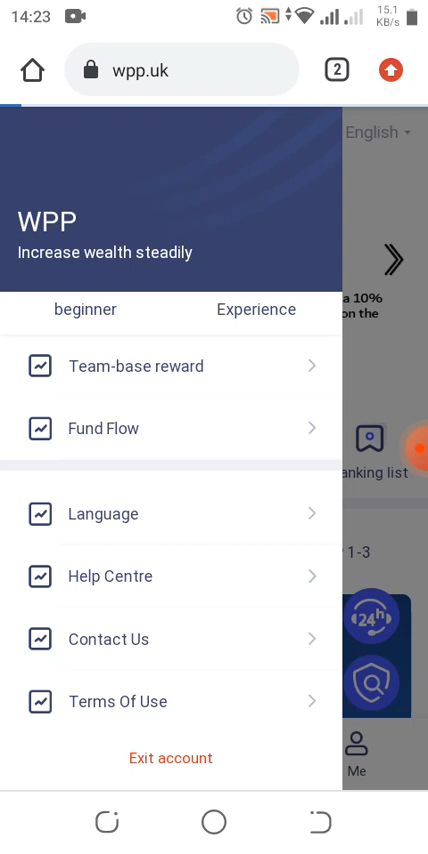 14:23
15.1
KB/s
wpp.uk
2
English
WPP
Increase wealth steadily
a 10%
on the
beginner
Experience
Team-base reward
Fund Flow
anking list
Language
1-3
Help Centre
24h
Contact Us
Terms Of Use
Exit account
Me